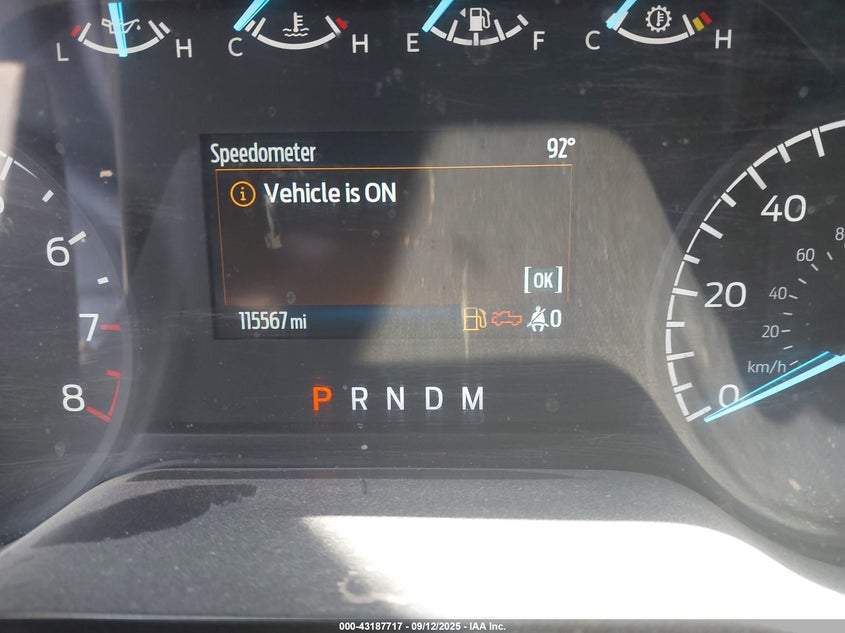 L H C H E F C H
Speedometer 92°
Vehicle is ON
[OK]
115567 mi 0
P R N D M
6
7
8
40
20
0
60
40
20
km/h
000-43187717 - 09/12/2025 - IAA Inc.